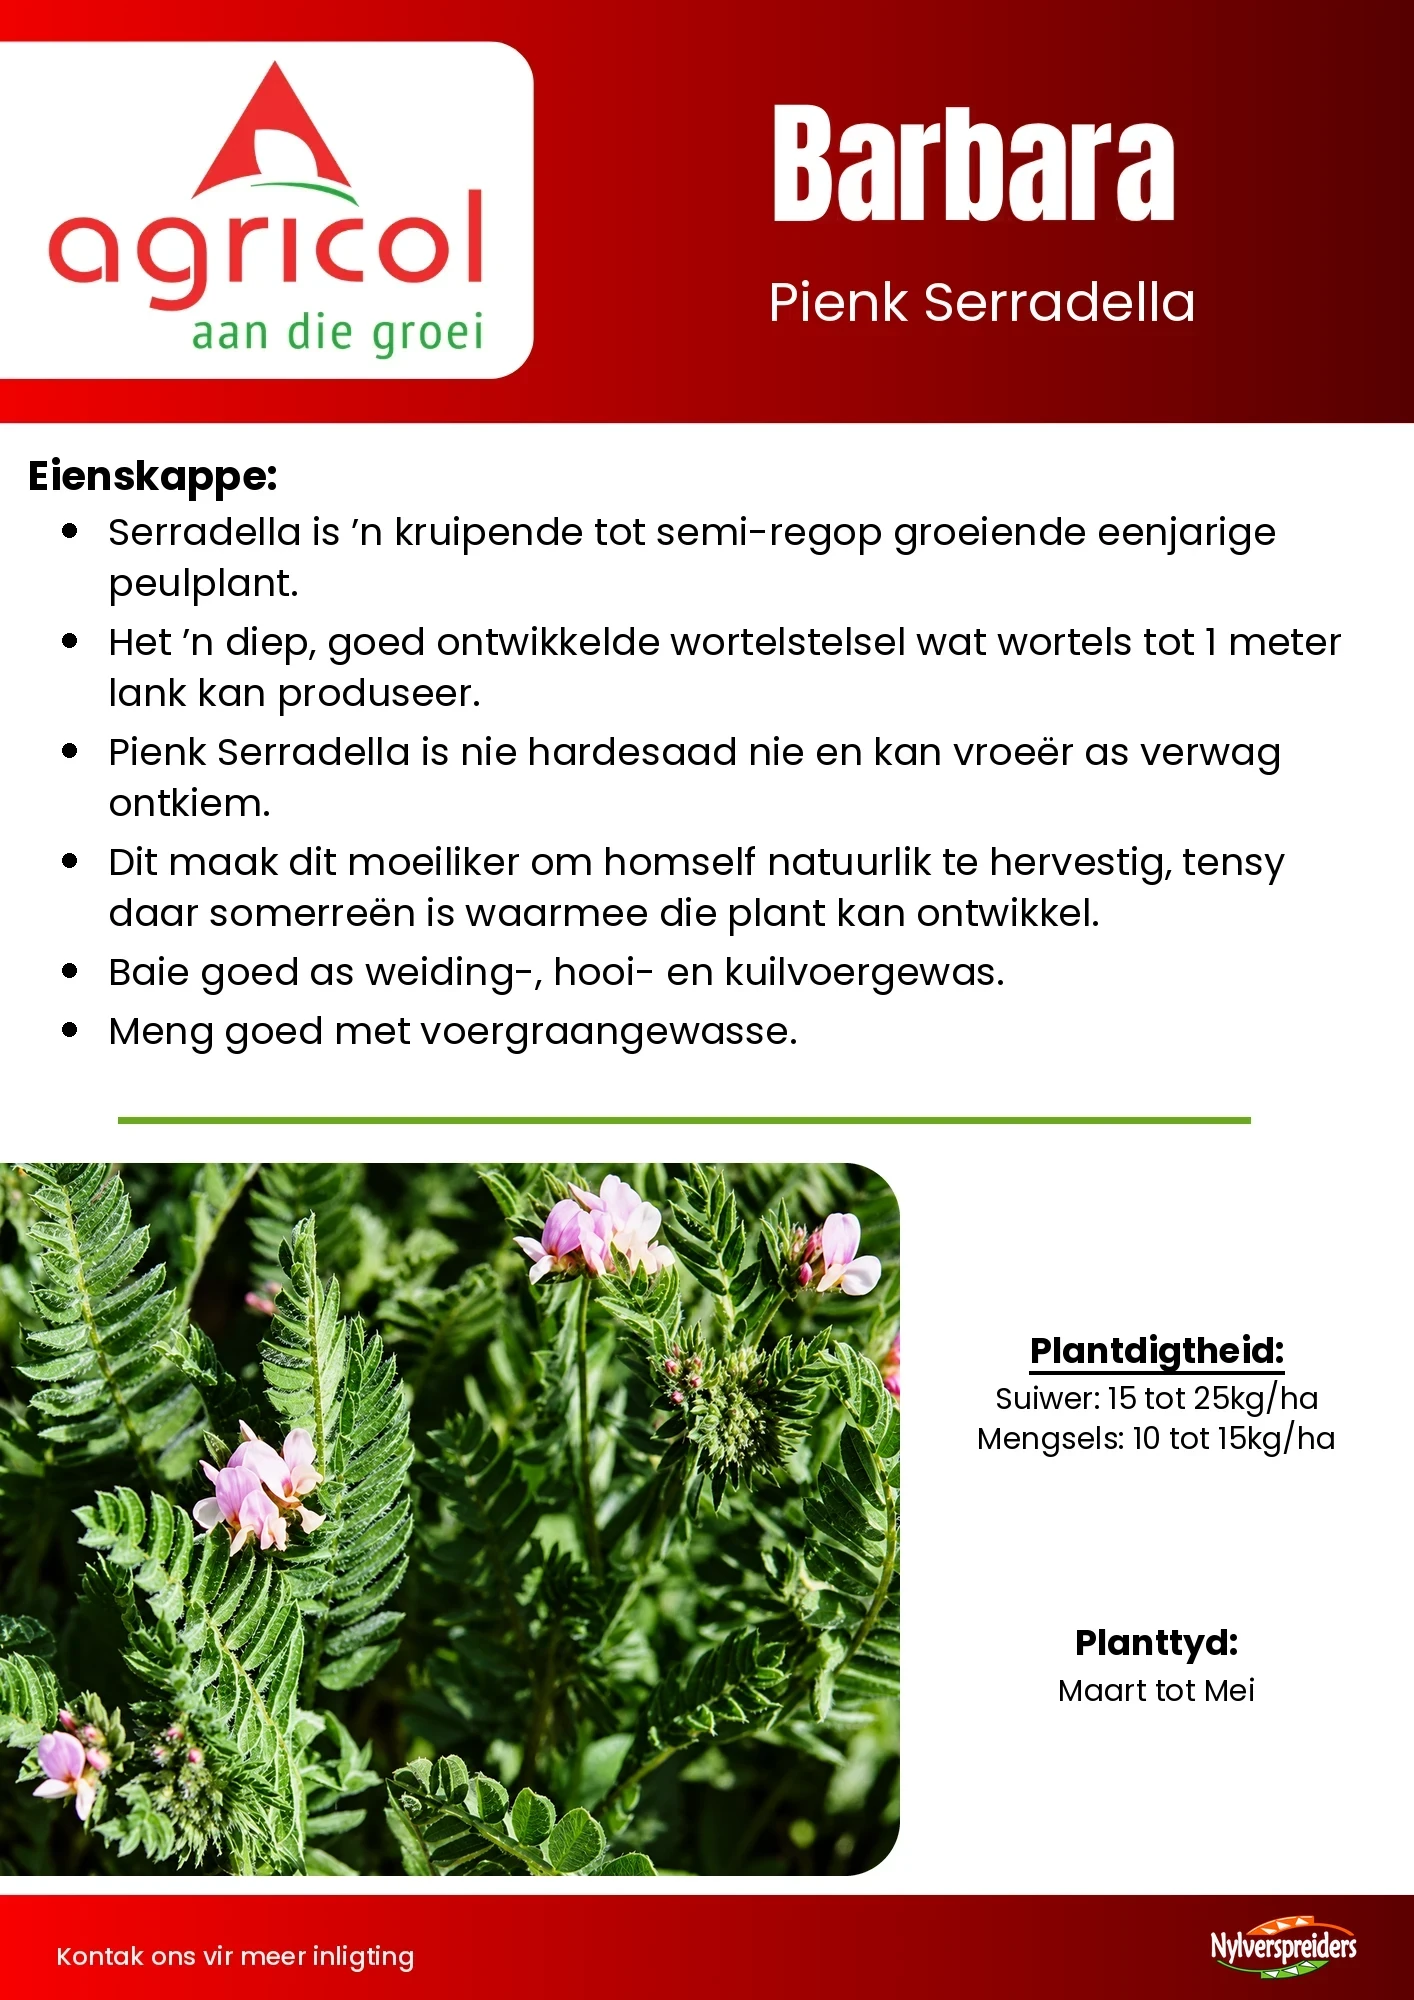 agricol
aan die groei
Barbara
Pienk Serradella
Eienskappe:
• Serradella is ’n kruipende tot semi-regop groeiende eenjarige
peulplant.
• Het ’n diep, goed ontwikkelde wortelstelsel wat wortels tot 1 meter
lank kan produseer.
• Pienk Serradella is nie hardesaad nie en kan vroeër as verwag
ontkiem.
• Dit maak dit moeiliker om homself natuurlik te hervestig, tensy
daar somerreën is waarmee die plant kan ontwikkel.
• Baie goed as weiding-, hooi- en kuilvoergewas.
• Meng goed met voergraangewasse.
Plantdigtheid:
Suiwer: 15 tot 25kg/ha
Mengsels: 10 tot 15kg/ha
Planttyd:
Maart tot Mei
Kontak ons vir meer inligting
Nylverspreiders